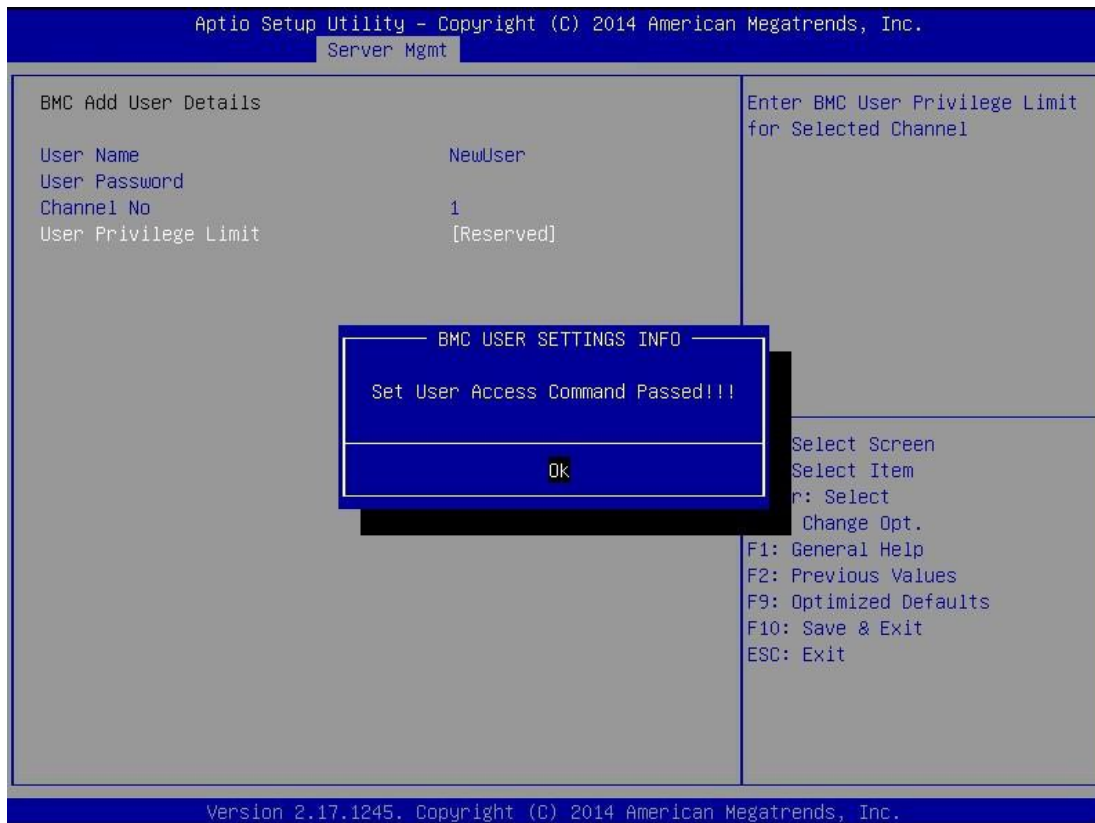 Aptio Setup Utility – Copyright (C) 2014 American Megatrends, Inc.
Server Mgmt
BMC Add User Details
User Name NewUser
User Password
Channel No 1
User Privilege Limit [Reserved]
Enter BMC User Privilege Limit
for Selected Channel
BMC USER SETTINGS INFO
Set User Access Command Passed!!!
Ok
Select Screen
Select Item
r: Select
Change Opt.
F1: General Help
F2: Previous Values
F9: Optimized Defaults
F10: Save & Exit
ESC: Exit
Version 2.17.1245. Copyright (C) 2014 American Megatrends, Inc.